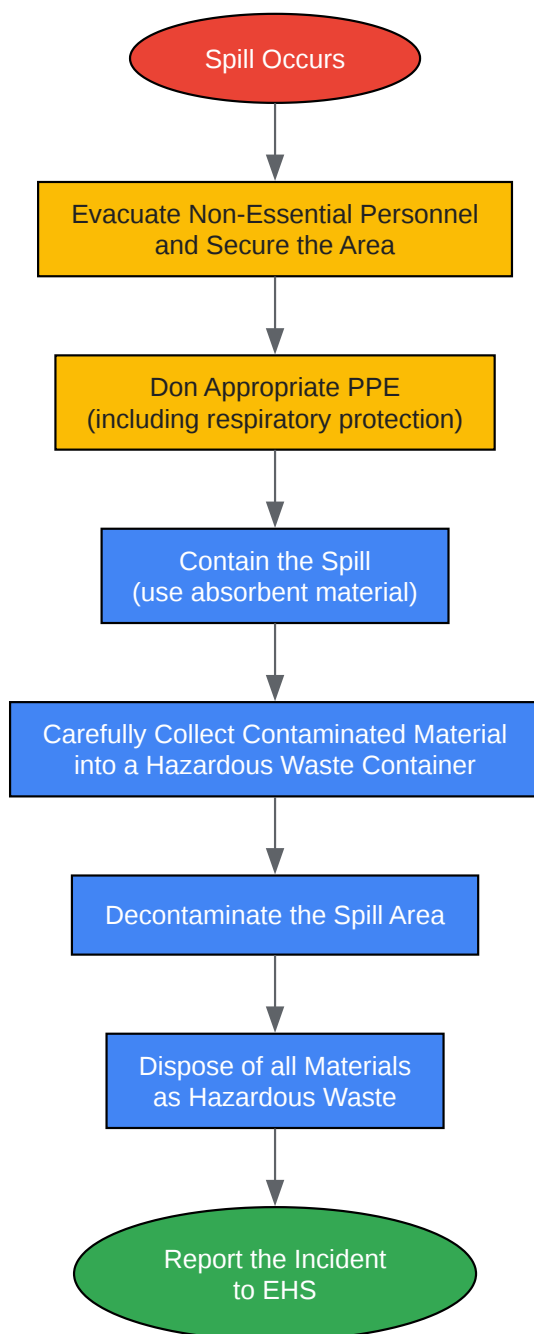 Spill Occurs
Evacuate Non-Essential Personnel
and Secure the Area
Don Appropriate PPE
(including respiratory protection)
Contain the Spill
(use absorbent material)
Carefully Collect Contaminated Material
into a Hazardous Waste Container
Decontaminate the Spill Area
Dispose of all Materials
as Hazardous Waste
Report the Incident
to EHS